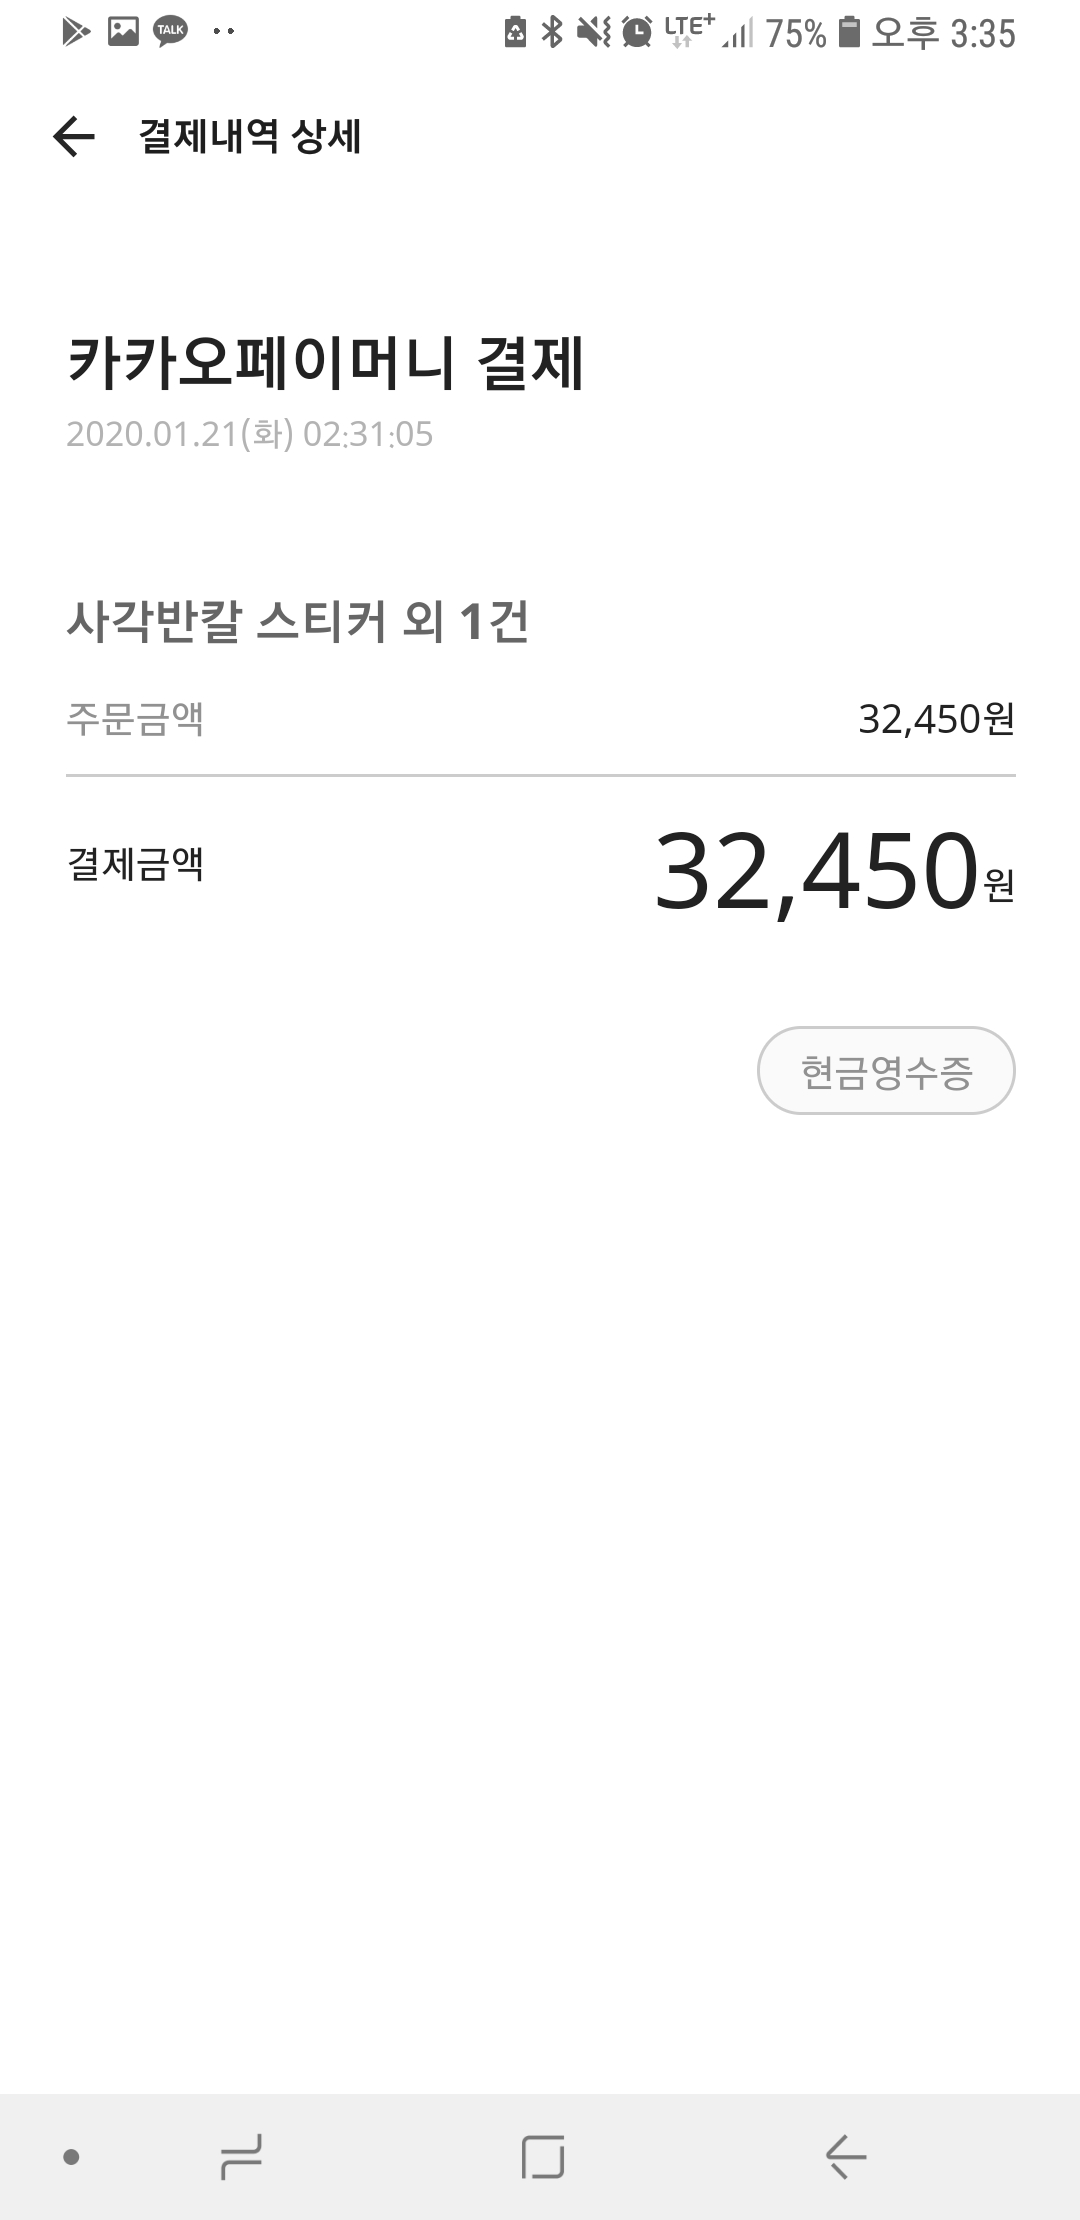 TALK LTE+ 75% 오후 3:35
결제내역 상세
카카오페이머니 결제
2020.01.21(화) 02:31:05
사각반칼 스티커 외 1건
주문금액 32,450원
결제금액 32,450원
현금영수증